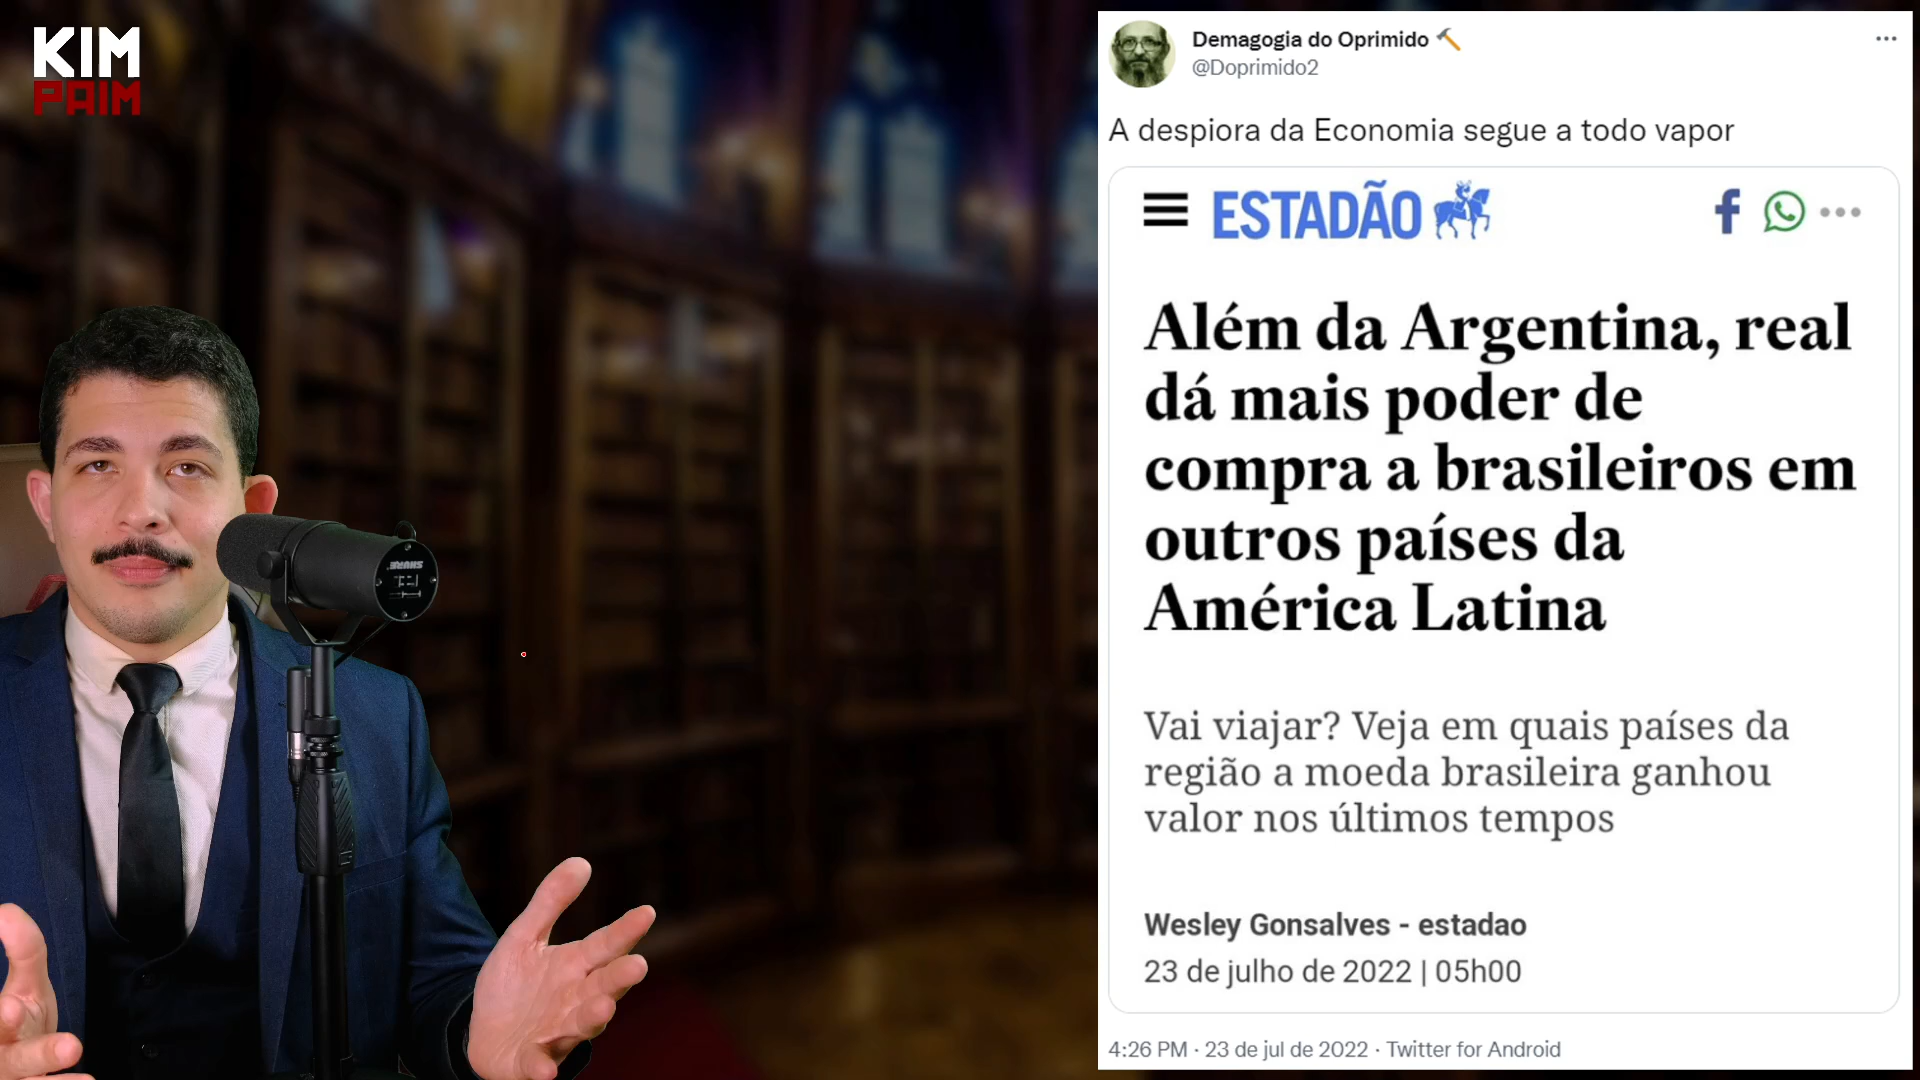 KIM
PAIM
Demagogia do Oprimido
@Doprimido2
A despiora da Economia segue a todo vapor
ESTADÃO
Além da Argentina, real
dá mais poder de
compra a brasileiros em
outros países da
América Latina
Vai viajar? Veja em quais países da
região a moeda brasileira ganhou
valor nos últimos tempos
Wesley Gonsalves - estadao
23 de julho de 2022 | 05h00
4:26 PM · 23 de jul de 2022 · Twitter for Android
SHURE